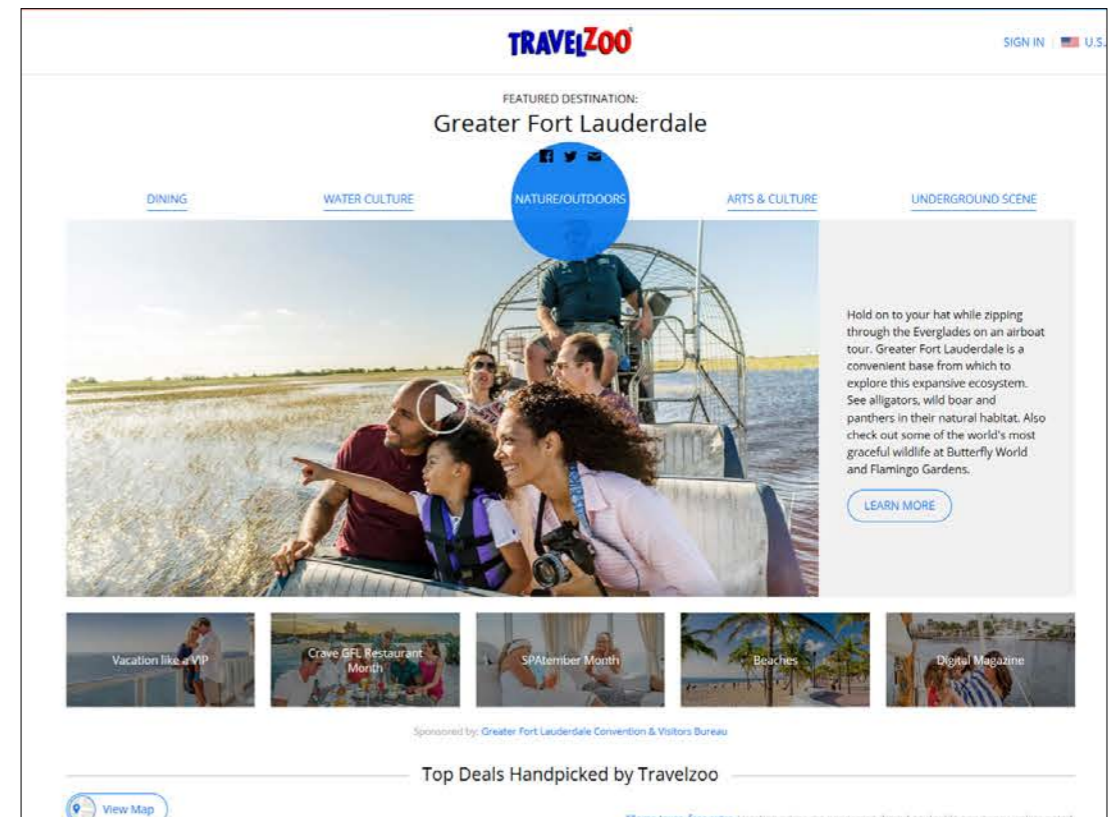 TRAVELZOO
SIGN IN
U.S.
FEATURED DESTINATION:
Greater Fort Lauderdale
DINING
WATER CULTURE
NATURE/OUTDOORS
ARTS & CULTURE
UNDERGROUND SCENE
Hold on to your hat while zipping
through the Everglades on an airboat
tour. Greater Fort Lauderdale is a
convenient base from which to
explore this expansive ecosystem.
See alligators, wild boar and
panthers in their natural habitat. Also
check out some of the world's most
graceful wildlife at Butterfly World
and Flamingo Gardens.
LEARN MORE
Vacation like a VIP
Crave GFL Restaurant
Month
SPAtember Month
Beaches
Digital Magazine
Sponsored by: Greater Fort Lauderdale Convention & Visitors Bureau
Top Deals Handpicked by Travelzoo
View Map